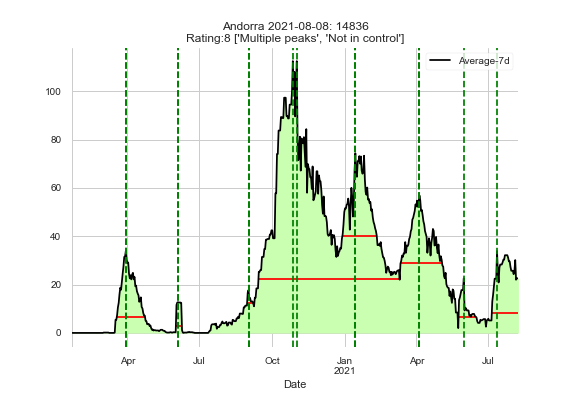 Andorra 2021-08-08: 14836
Rating:8 ['Multiple peaks', 'Not in control']
Average-7d
100
80
60
40
20
0
Apr Jul Oct Jan Apr Jul
2021
Date